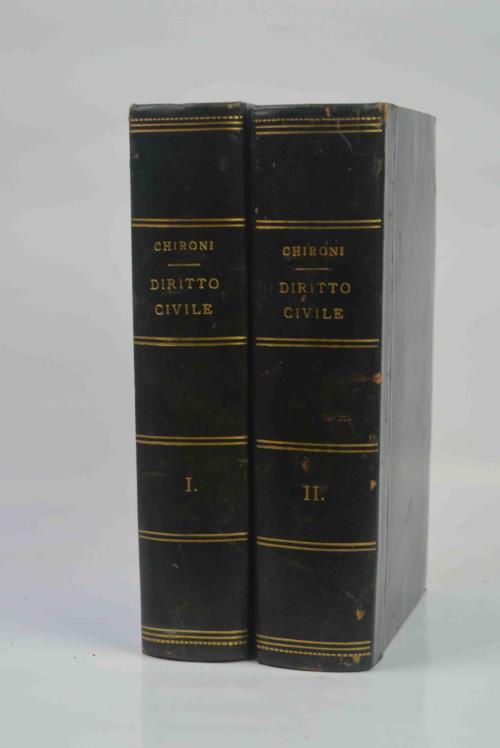 CHIRONI
DIRITTO
CIVILE
I.
CHIRONI
DIRITTO
CIVILE
II.